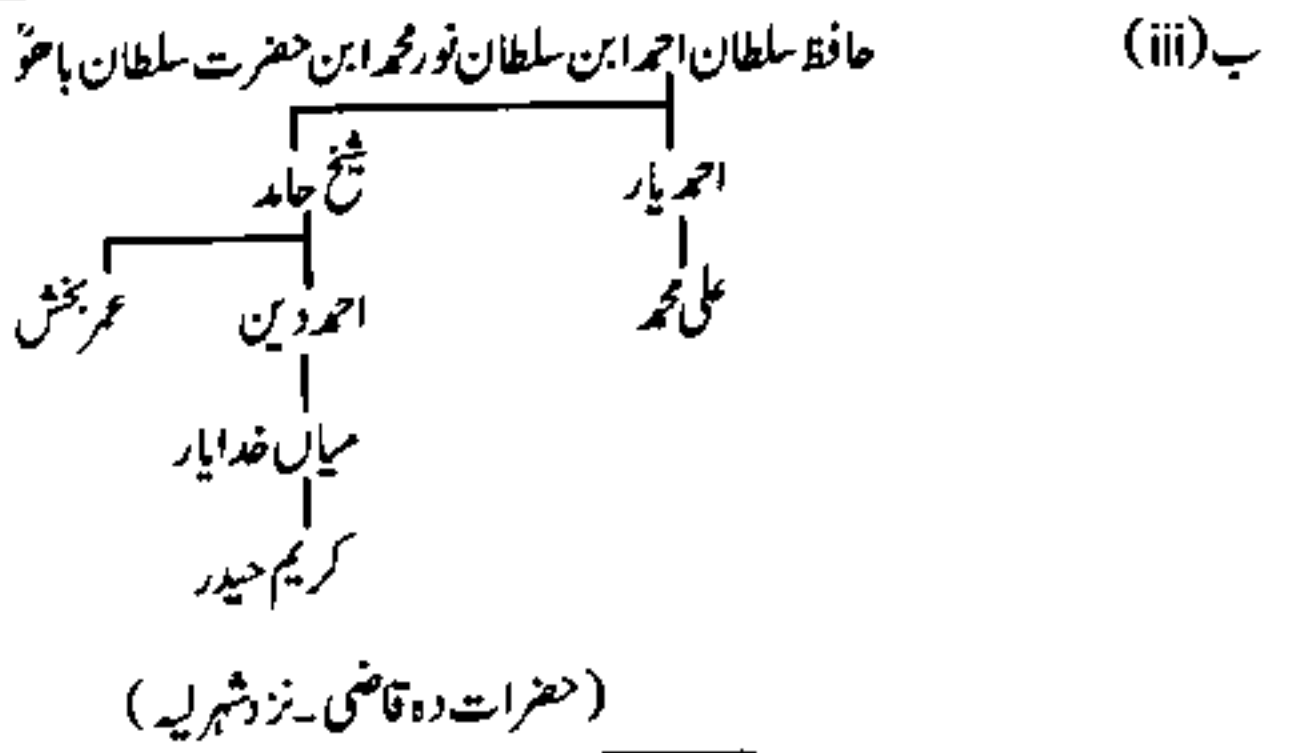 ب (iii) حافظ سلطان احمد ابن سلطان نور محمد ابن حضرت سلطان باھوؒ
احمد یار شیخ حامد
علی محمد احمد دین عمر بخش
میاں خدایار
کریم حیدر
(حضرات دہ قاضی ۔ نزد شہر لیہ)